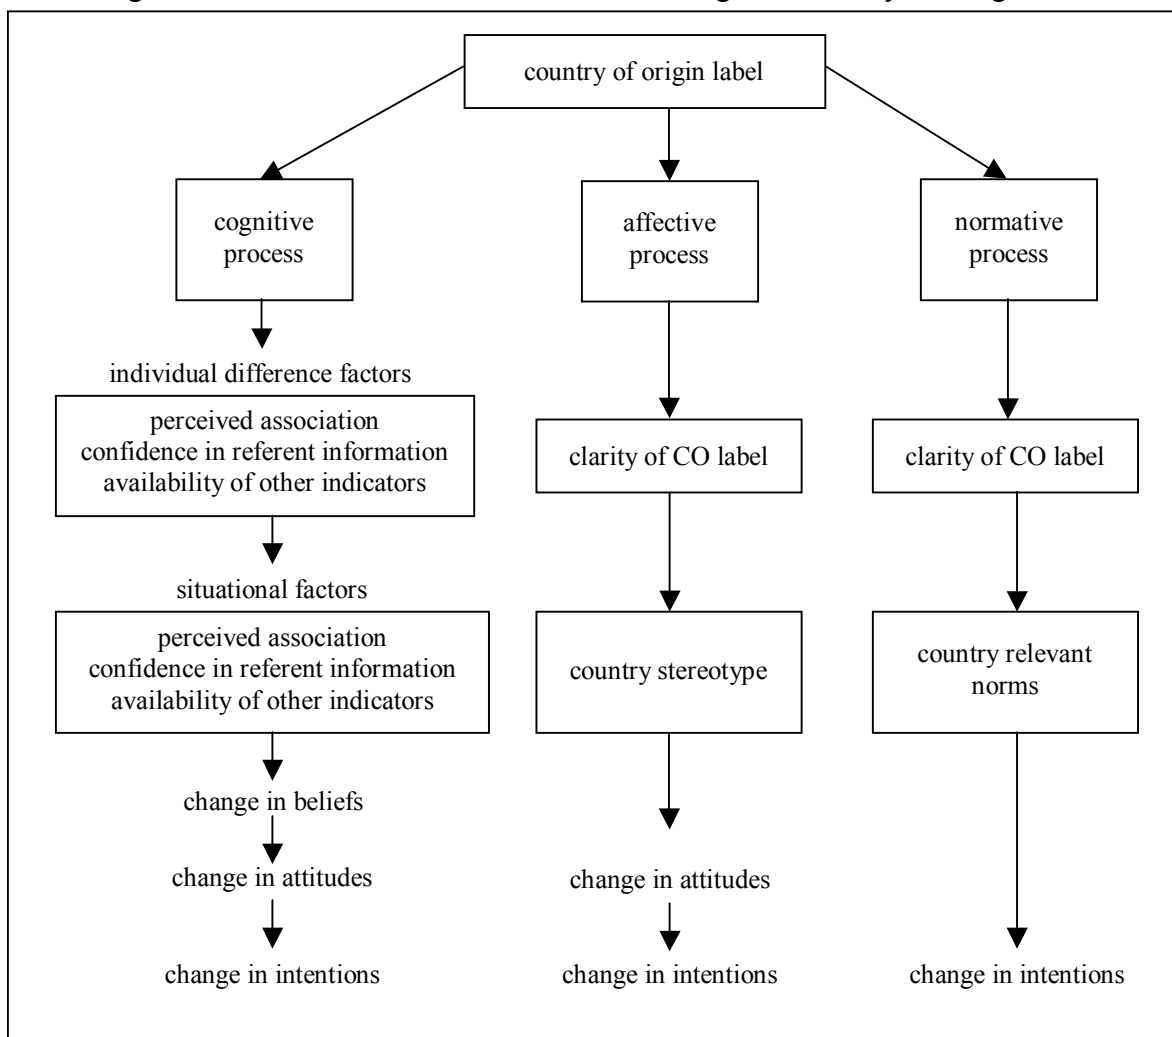 country of origin label
cognitive
process
affective
process
normative
process
individual difference factors
perceived association
confidence in referent information
availability of other indicators
clarity of CO label
clarity of CO label
situational factors
perceived association
confidence in referent information
availability of other indicators
country stereotype
country relevant
norms
change in beliefs
change in attitudes
change in attitudes
change in intentions
change in intentions
change in intentions